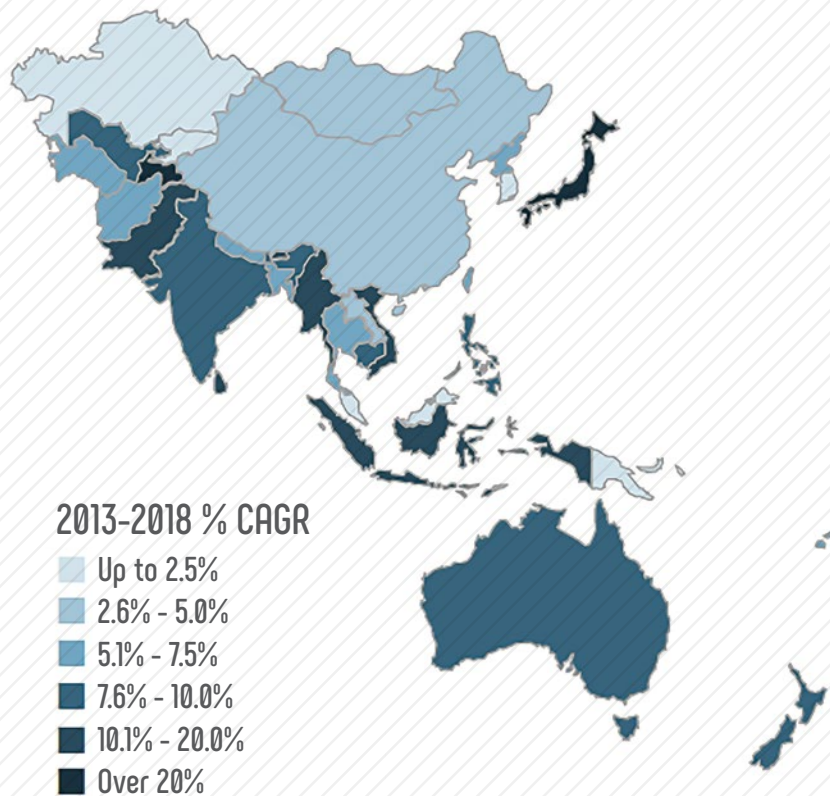 2013-2018 % CAGR
Up to 2.5%
2.6% - 5.0%
5.1% - 7.5%
7.6% - 10.0%
10.1% - 20.0%
Over 20%